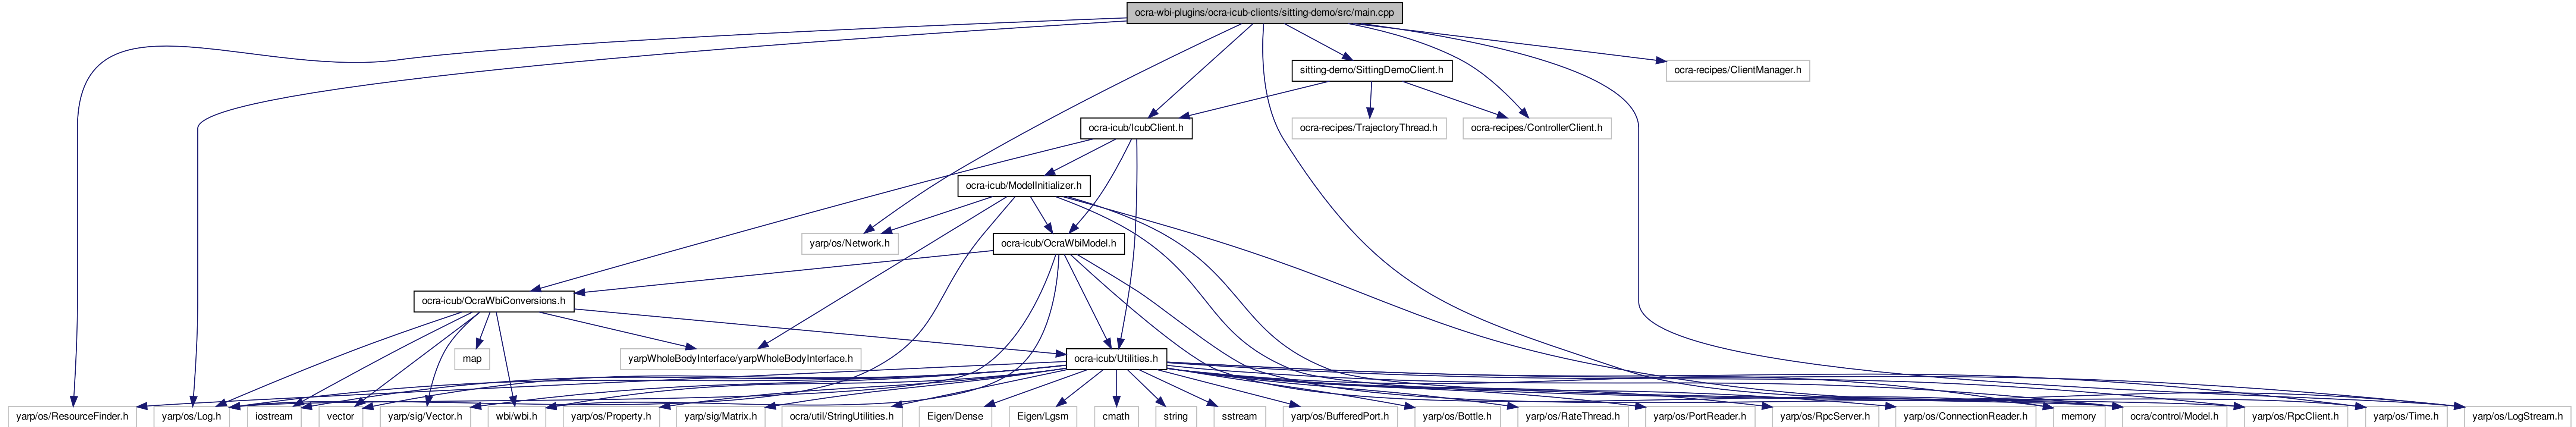 ocra-wbi-plugins/ocra-icub-clients/sitting-demo/src/main.cpp
sitting-demo/SittingDemoClient.h
ocra-recipes/ClientManager.h
ocra-icub/IcubClient.h
ocra-recipes/TrajectoryThread.h
ocra-recipes/ControllerClient.h
ocra-icub/ModelInitializer.h
yarp/os/Network.h
ocra-icub/OcraWbiModel.h
ocra-icub/OcraWbiConversions.h
map
yarpWholeBodyInterface/yarpWholeBodyInterface.h
ocra-icub/Utilities.h
yarp/os/ResourceFinder.h
yarp/os/Log.h
iostream
vector
yarp/sig/Vector.h
wbi/wbi.h
yarp/os/Property.h
yarp/sig/Matrix.h
ocra/util/StringUtilities.h
Eigen/Dense
Eigen/Lgsm
cmath
string
sstream
yarp/os/BufferedPort.h
yarp/os/Bottle.h
yarp/os/RateThread.h
yarp/os/PortReader.h
yarp/os/RpcServer.h
yarp/os/ConnectionReader.h
memory
ocra/control/Model.h
yarp/os/RpcClient.h
yarp/os/Time.h
yarp/os/LogStream.h